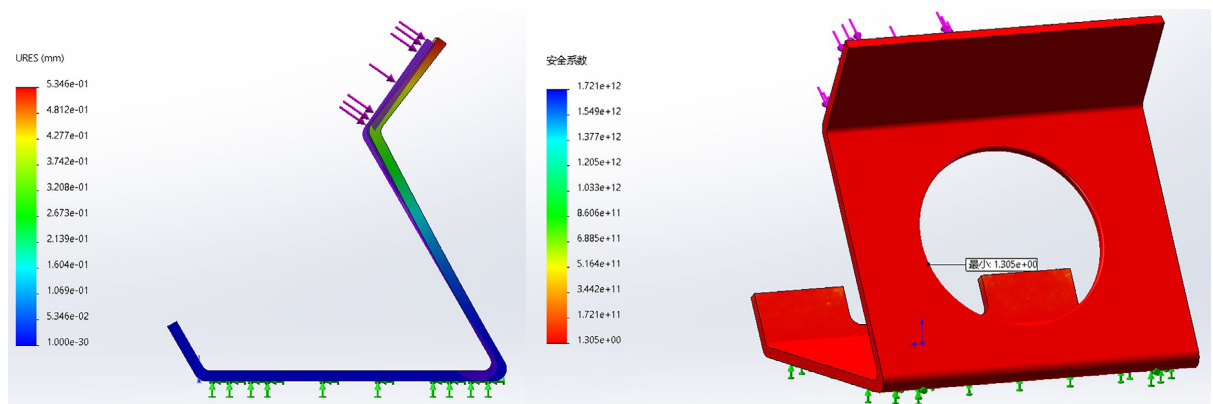 URES (mm)
5.346e-01
4.812e-01
4.277e-01
3.742e-01
3.208e-01
2.673e-01
2.139e-01
1.604e-01
1.069e-01
5.346e-02
1.000e-30
安全系数
1.721e+12
1.549e+12
1.377e+12
1.205e+12
1.033e+12
8.606e+11
6.885e+11
5.164e+11
3.442e+11
1.721e+11
1.305e+00
最小: 1.305e+00